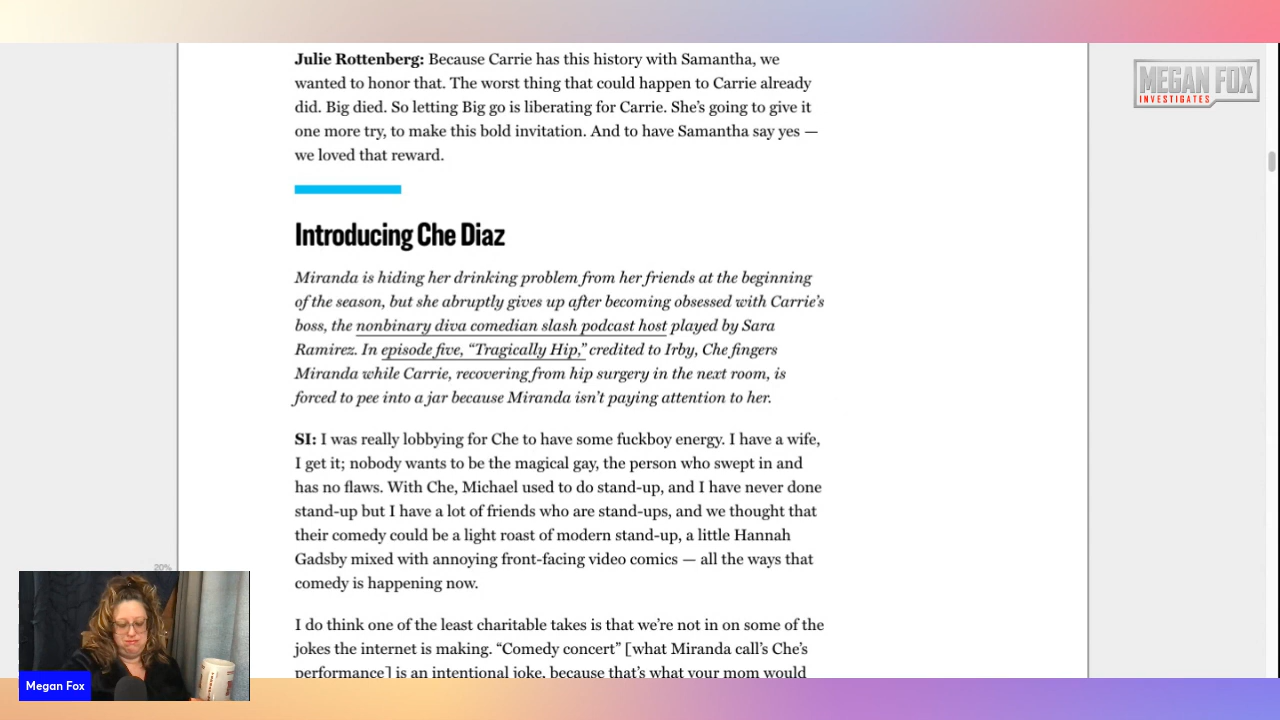 Julie Rottenberg: Because Carrie has this history with Samantha, we
wanted to honor that. The worst thing that could happen to Carrie already
did. Big died. So letting Big go is liberating for Carrie. She's going to give it
one more try, to make this bold invitation. And to have Samantha say yes —
we loved that reward.
MEGAN FOX
INVESTIGATES
Introducing Che Diaz
Miranda is hiding her drinking problem from her friends at the beginning
of the season, but she abruptly gives up after becoming obsessed with Carrie's
boss, the nonbinary diva comedian slash podcast host played by Sara
Ramirez. In episode five, “Tragically Hip,” credited to Irby, Che fingers
Miranda while Carrie, recovering from hip surgery in the next room, is
forced to pee into a jar because Miranda isn't paying attention to her.
SI: I was really lobbying for Che to have some fuckboy energy. I have a wife,
I get it; nobody wants to be the magical gay, the person who swept in and
has no flaws. With Che, Michael used to do stand-up, and I have never done
stand-up but I have a lot of friends who are stand-ups, and we thought that
their comedy could be a light roast of modern stand-up, a little Hannah
Gadsby mixed with annoying front-facing video comics — all the ways that
comedy is happening now.
20%
I do think one of the least charitable takes is that we're not in on some of the
jokes the internet is making. “Comedy concert” [what Miranda call's Che's
performance] is an intentional joke, because that's what your mom would
Megan Fox